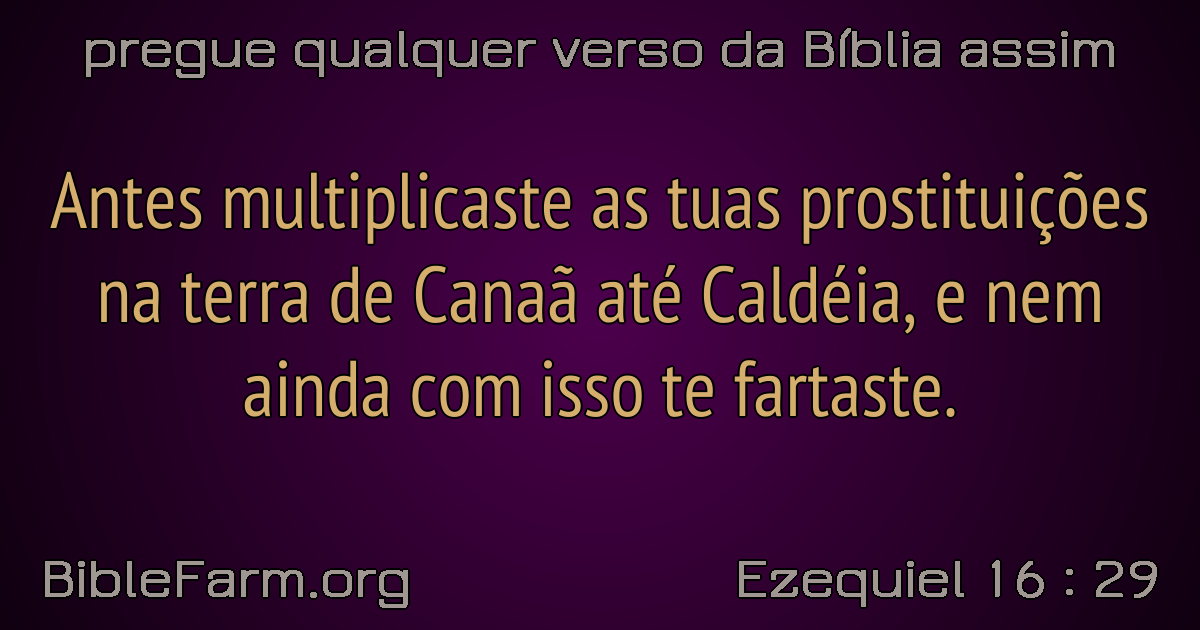 pregue qualquer verso da Bíblia assim
Antes multiplicaste as tuas prostituições
na terra de Canaã até Caldéia, e nem
ainda com isso te fartaste.
BibleFarm.org
Ezequiel 16 : 29